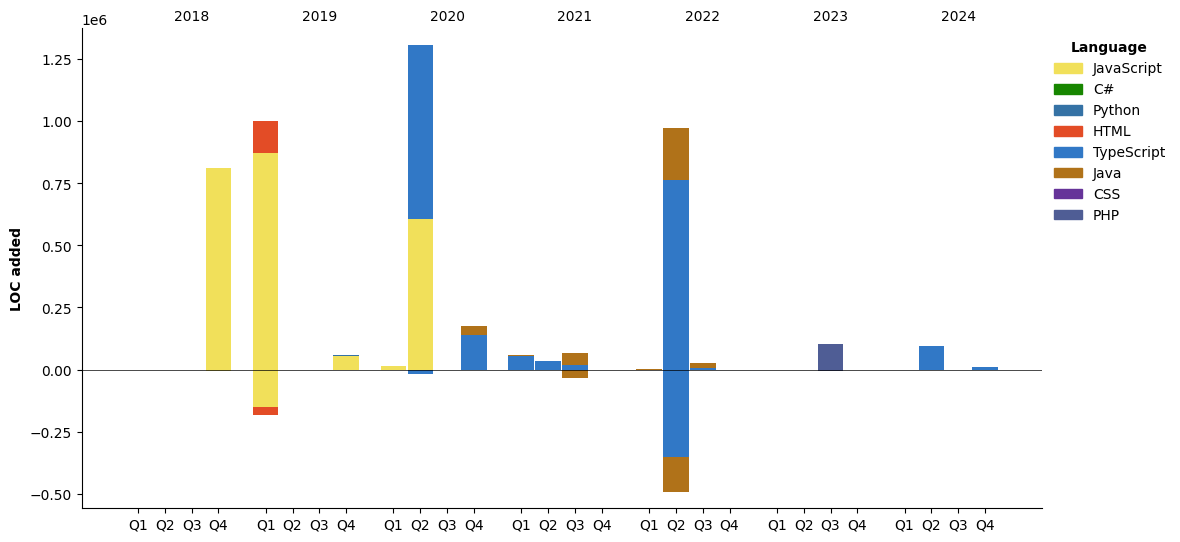 2018 2019 2020 2021 2022 2023 2024
1e6
Language
JavaScript
C#
Python
HTML
TypeScript
Java
CSS
PHP
LOC added
1.25
1.00
0.75
0.50
0.25
0.00
−0.25
−0.50
Q1 Q2 Q3 Q4 Q1 Q2 Q3 Q4 Q1 Q2 Q3 Q4 Q1 Q2 Q3 Q4 Q1 Q2 Q3 Q4 Q1 Q2 Q3 Q4 Q1 Q2 Q3 Q4